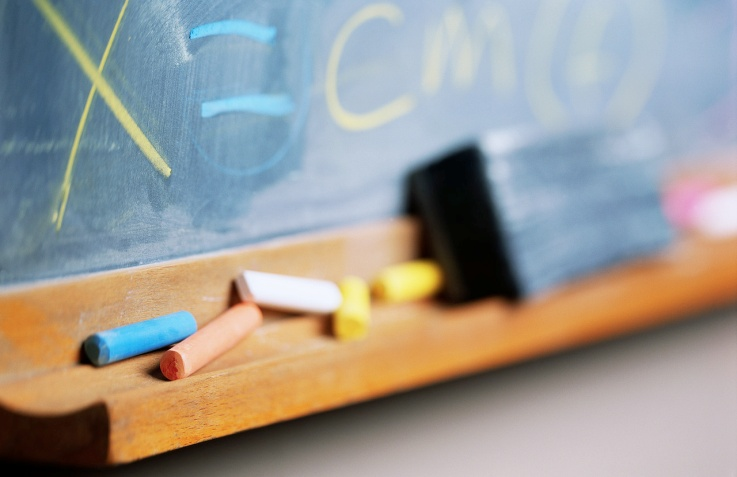 X = CM(t)